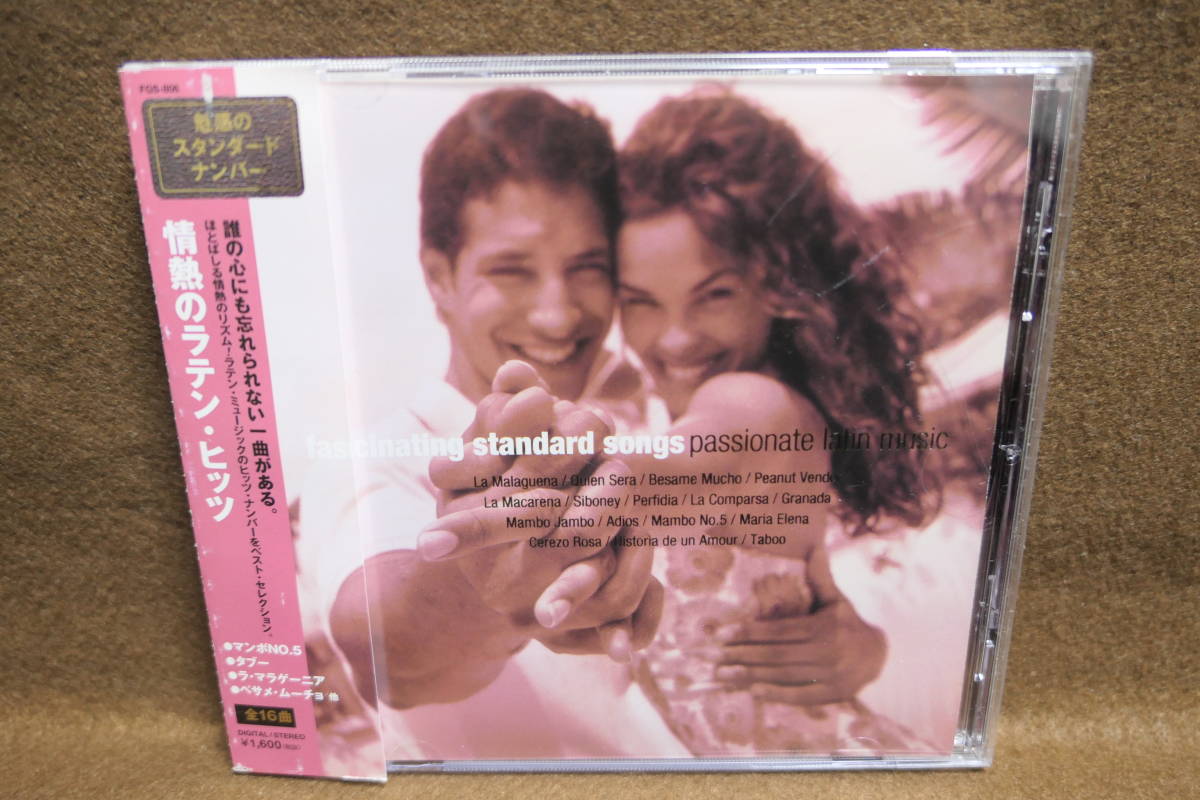 FGS-806
魅惑の
スタンダード
ナンバー
情熱のラテン・ヒッツ
誰の心にも忘れられない一曲がある。
ほとばしる情熱のリズム!ラテン・ミュージックのヒッツ・ナンバーをベスト・セレクション。
●マンボNO.5
●タブー
●ラ・マラゲーニア
●ベサメ・ムーチョ 他
全16曲
DIGITAL/STEREO
¥1,600(税込)
fascinating standard songs passionate latin music
La Malaguena / Quien Sera / Besame Mucho / Peanut Vender
La Macarena / Siboney / Perfidia / La Comparsa / Granada
Mambo Jambo / Adios / Mambo No.5 / Maria Elena
Cerezo Rosa / Historia de un Amour / Taboo